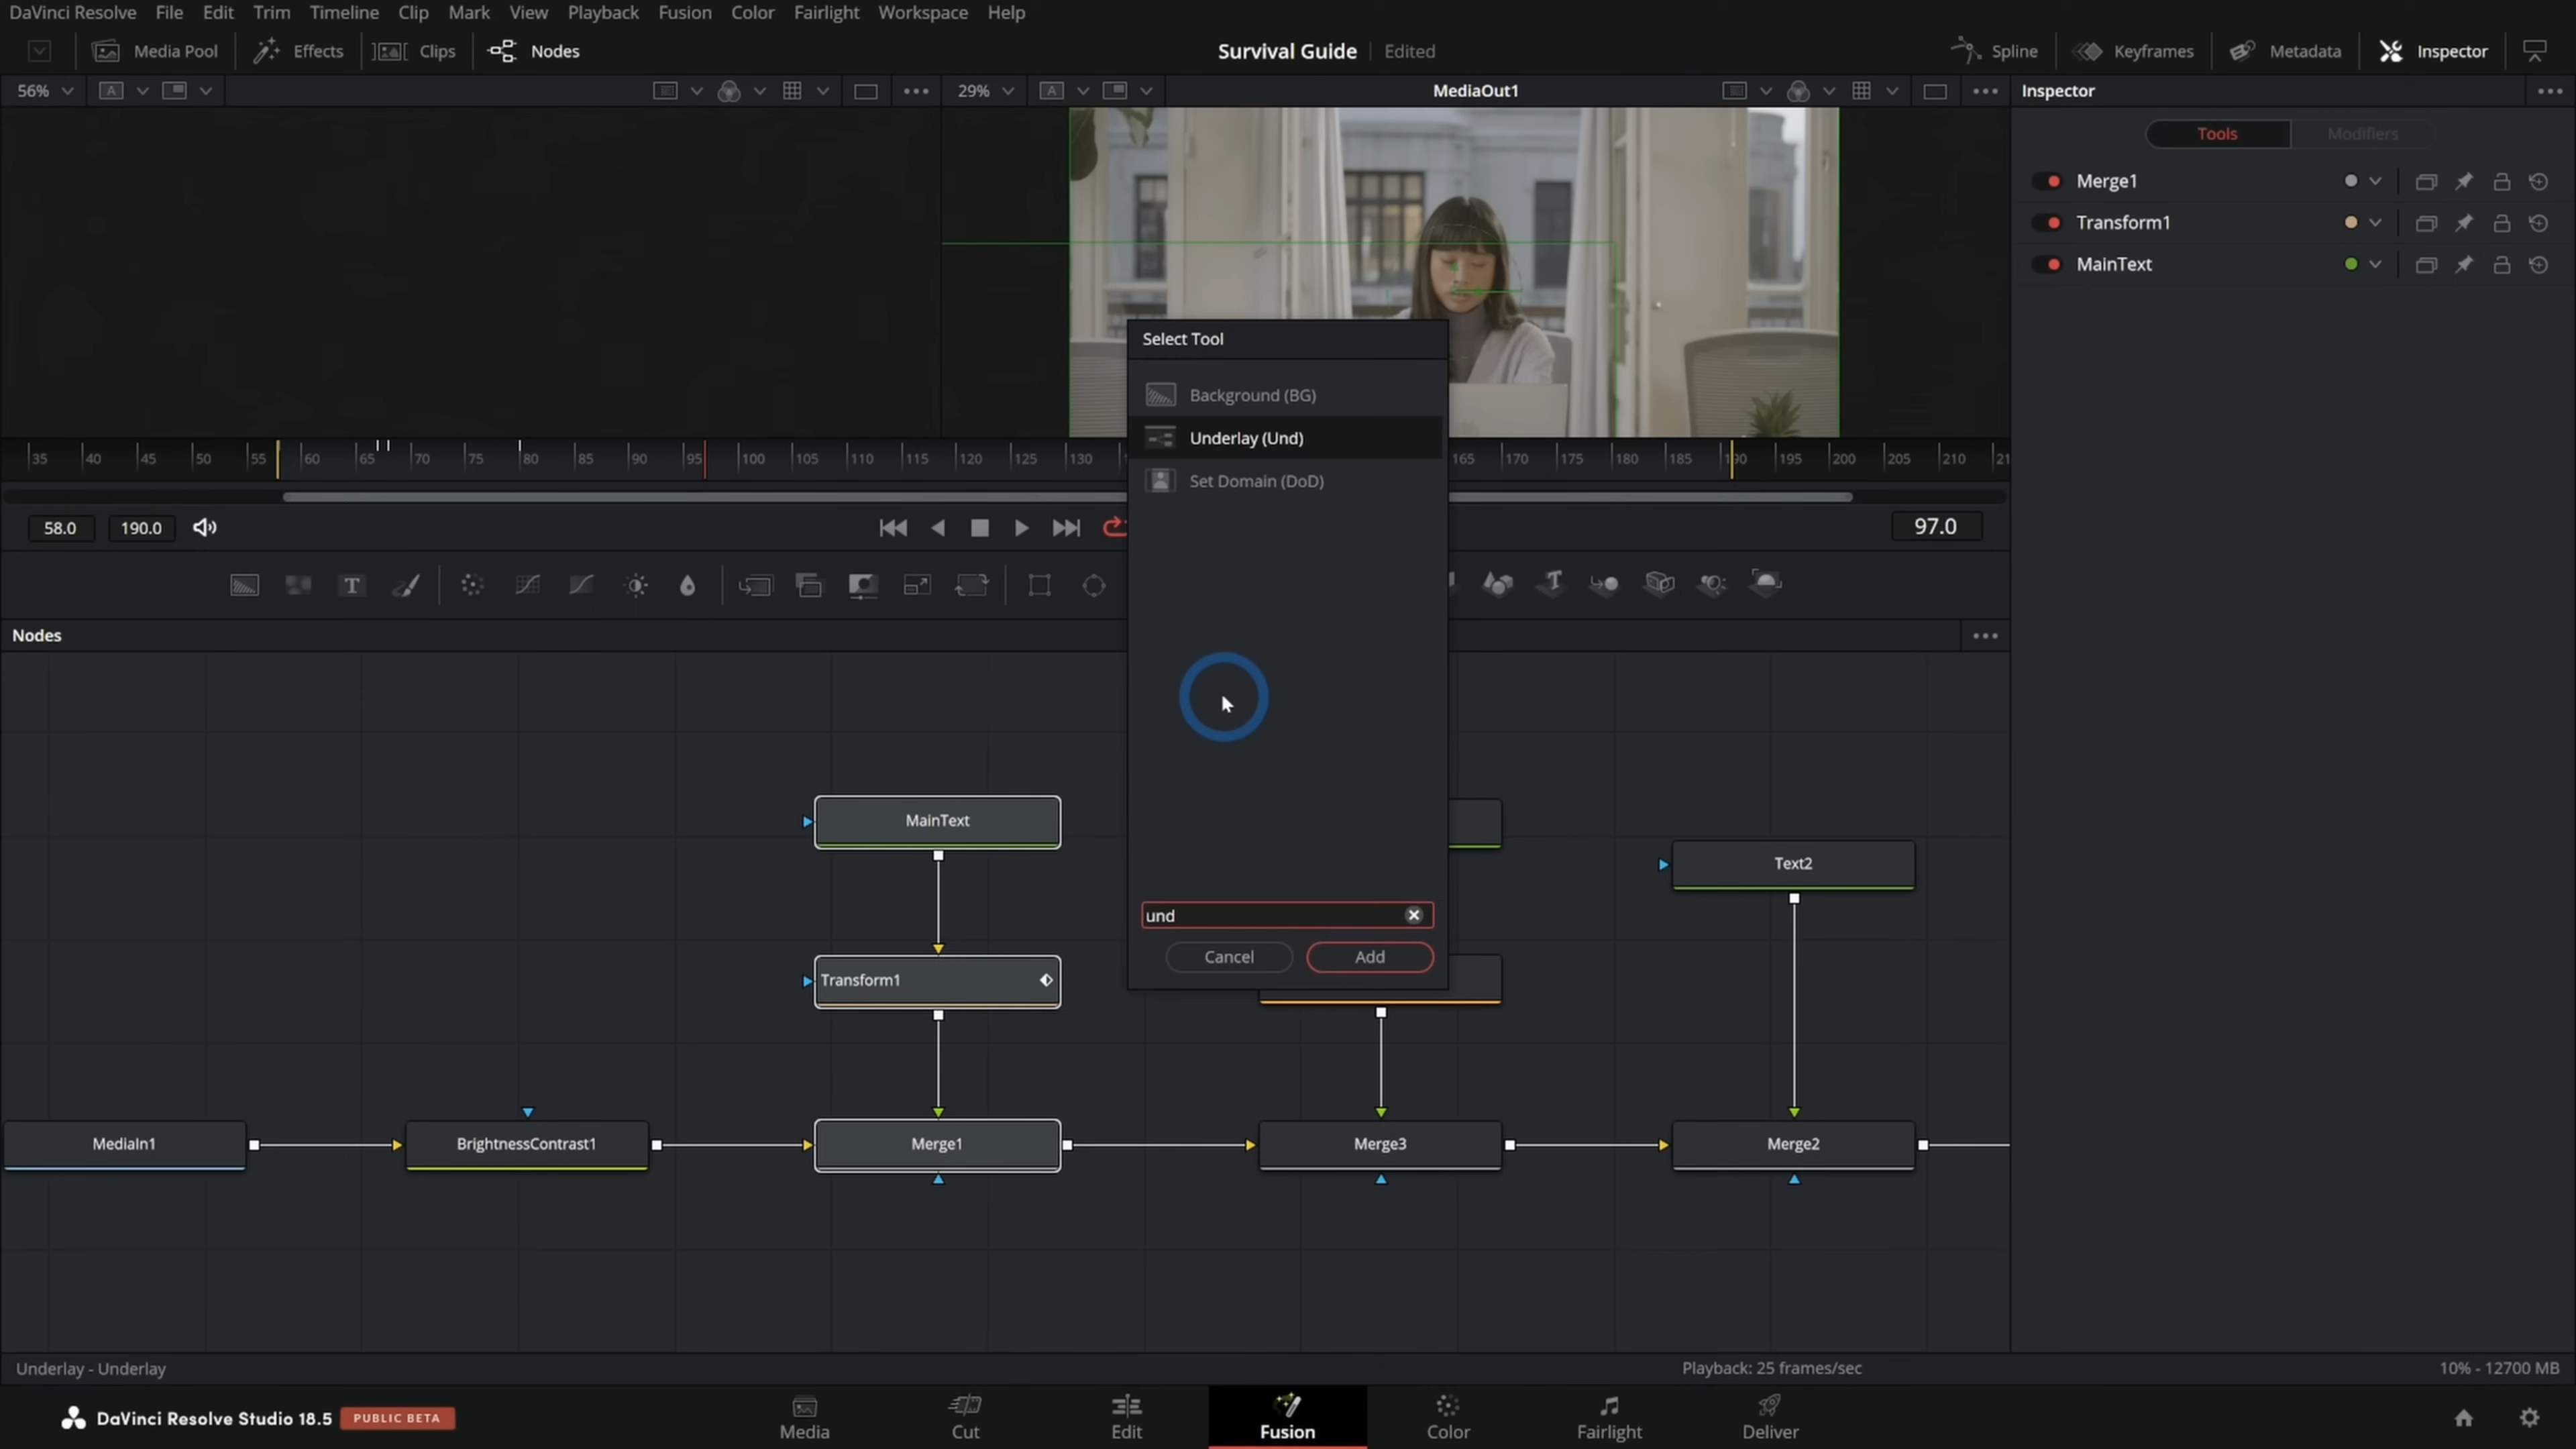 DaVinci Resolve File Edit Trim Timeline Clip Mark View Playback Fusion Color Fairlight Workspace Help
Media Pool Effects Clips Nodes Survival Guide Edited Spline Keyframes Metadata Inspector
56% A 29% A MediaOut1 Inspector
Tools Modifiers
Merge1
Transform1
MainText
Select Tool
Background (BG)
Underlay (Und)
Set Domain (DoD)
35 40 45 50 55 60 65 70 75 80 85 90 95 100 105 110 115 120 125 130 165 170 175 180 185 190 195 200 205 210 21
58.0 190.0 97.0
Nodes
MainText
Text2
und
Cancel Add
Transform1
MediaIn1 BrightnessContrast1 Merge1 Merge3 Merge2
Underlay - Underlay Playback: 25 frames/sec 10% - 12700 MB
DaVinci Resolve Studio 18.5 PUBLIC BETA
Media Cut Edit Fusion Color Fairlight Deliver